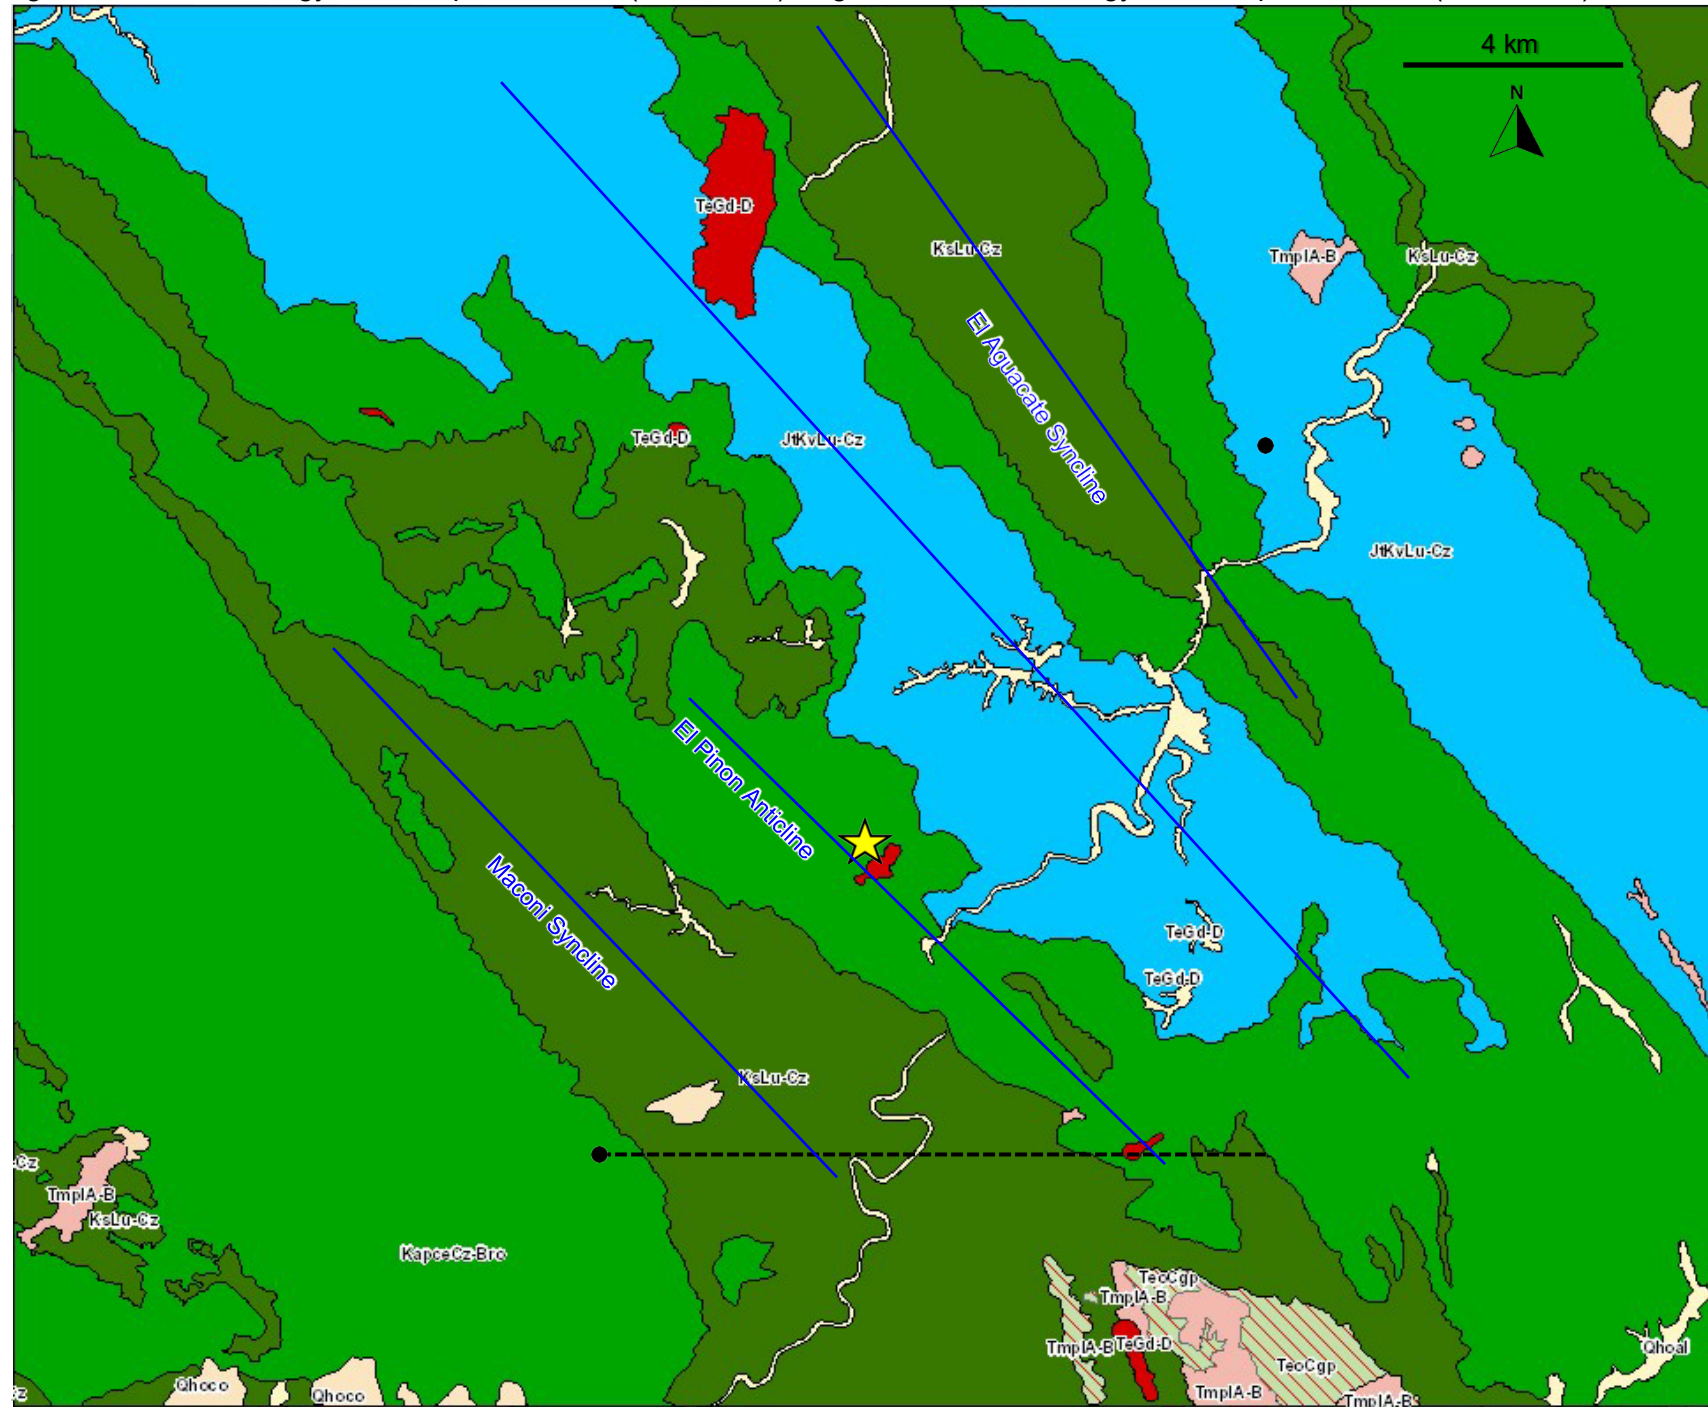 4 km
N
TeGd-D
KsLu-Cz
TmplA-B
KsLu-Cz
El Aguacate Syncline
TeGd-D
JtKvLu-Cz
JtKvLu-Cz
El Pinon Anticline
Maconi Syncline
TeGd-D
TeGd-D
KsLu-Cz
-Cz
TmplA-B
KsLu-Cz
KapceCz-Bro
TeoCgp
TmplA-B
TmplA-B
TeGd-D
TeoCgp
Qhoal
Qhoco
Qhoco
TmplA-B
TmplA-B